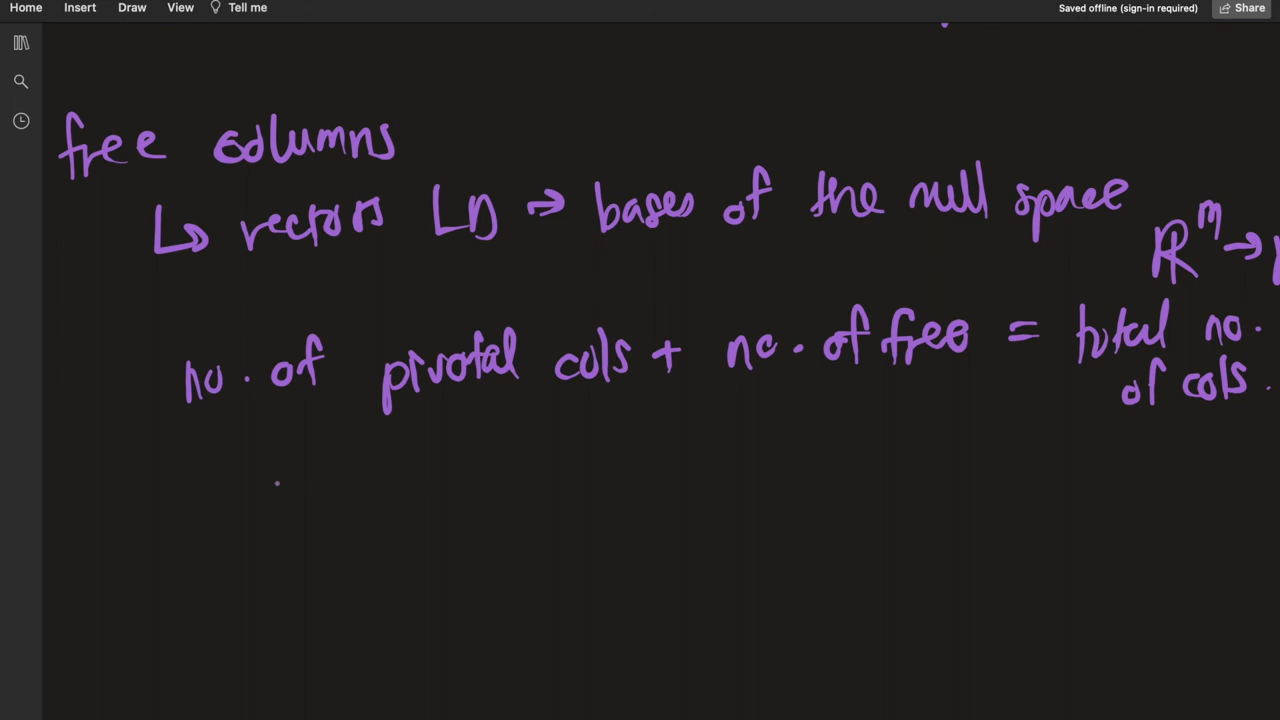 Home Insert Draw View Tell me Saved offline (sign-in required) Share
free columns
↳ vectors LD → bases of the null space
ℝᵐ →
no. of pivotal cols + no. of free = total no. of cols.